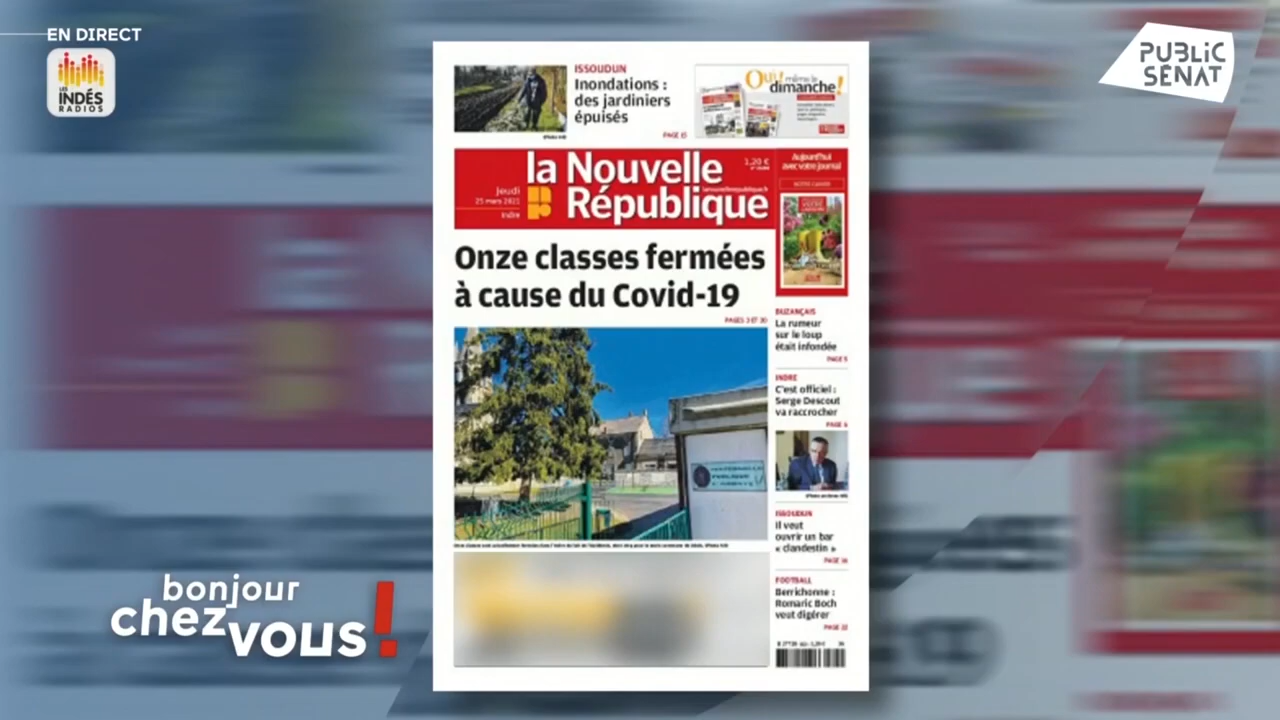 EN DIRECT
LES
INDÉS
RADIOS
PUBLIC
SÉNAT
ISSOUDUN
Inondations :
des jardiniers
épuisés
PAGE 15
Oui !
même le
dimanche !
la Nouvelle
République
Jeudi
25 mars 2021
Indre
1,20 €
lanouvellerepublique.fr
Aujourd'hui
avec votre journal
Onze classes fermées
à cause du Covid-19
PAGES 3 ET 30
BUZANÇAIS
La rumeur
sur le loup
était infondée
PAGE 5
INDRE
C'est officiel :
Serge Descout
va raccrocher
PAGE 6
ISSOUDUN
Il veut
ouvrir un bar
« clandestin »
FOOTBALL
Berrichonne :
Romaric Boch
veut digérer
PAGE 22
bonjour
chez
vous !